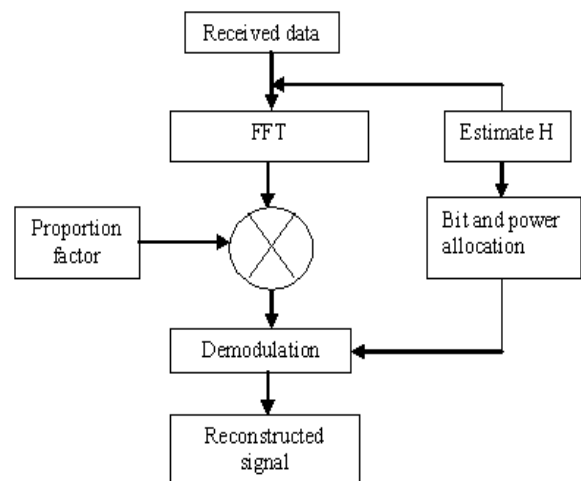 Received data
FFT
Estimate H
Proportion
factor
Bit and power
allocation
Demodulation
Reconstructed
signal